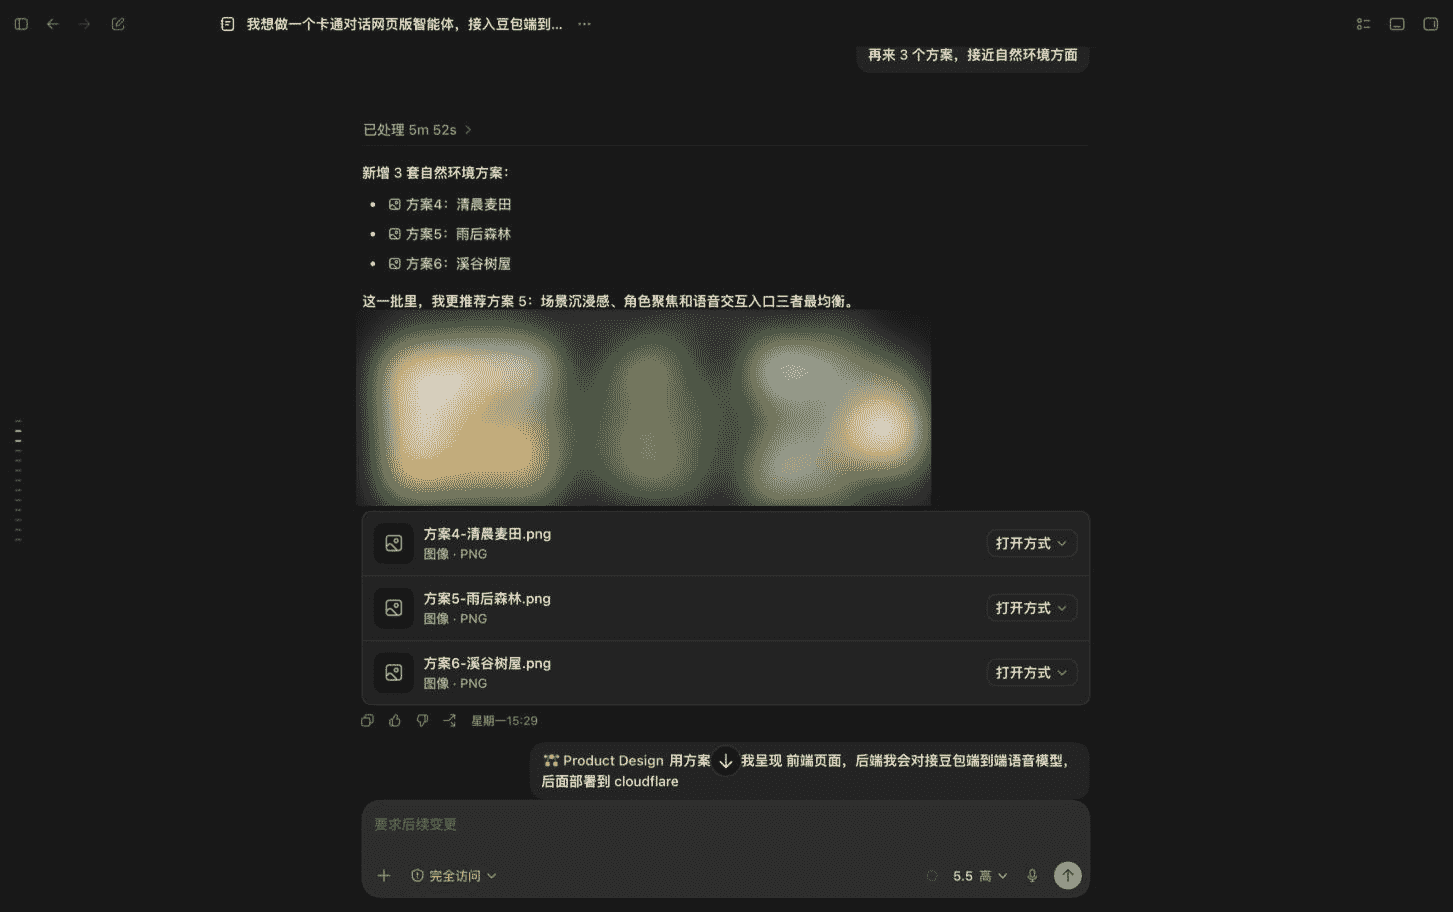 我想做一个卡通对话网页版智能体，接入豆包端到...
再来 3 个方案，接近自然环境方面
已处理 5m 52s
新增 3 套自然环境方案：
方案4：清晨麦田
方案5：雨后森林
方案6：溪谷树屋
这一批里，我更推荐方案 5：场景沉浸感、角色聚焦和语音交互入口三者最均衡。
方案4-清晨麦田.png
图像 · PNG
打开方式
方案5-雨后森林.png
图像 · PNG
打开方式
方案6-溪谷树屋.png
图像 · PNG
打开方式
星期一15:29
Product Design 用方案 我呈现 前端页面，后端我会对接豆包端到端语音模型，
后面部署到 cloudflare
要求后续变更
完全访问
5.5 高